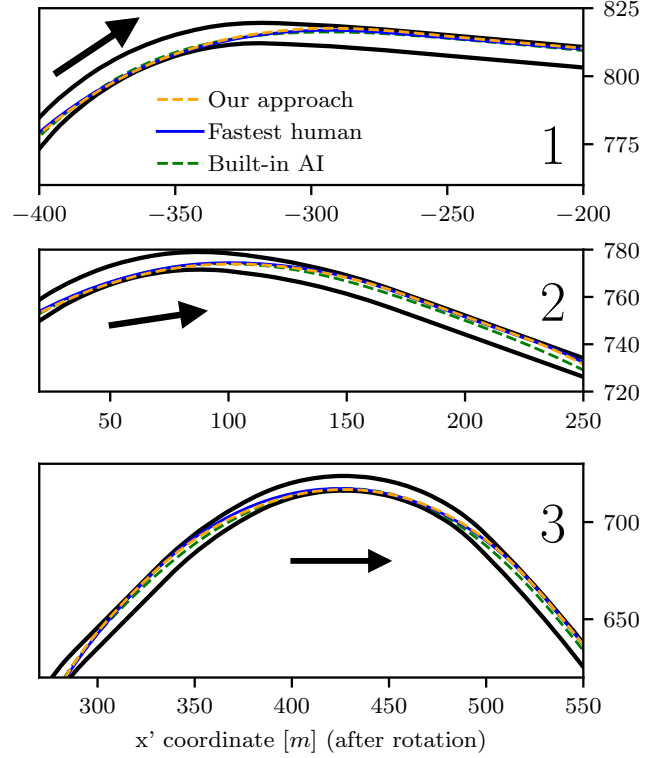 825
800
775
Our approach
Fastest human
Built-in AI
1
−400 −350 −300 −250 −200
780
760
740
720
2
50 100 150 200 250
700
650
3
300 350 400 450 500 550
x' coordinate [m] (after rotation)